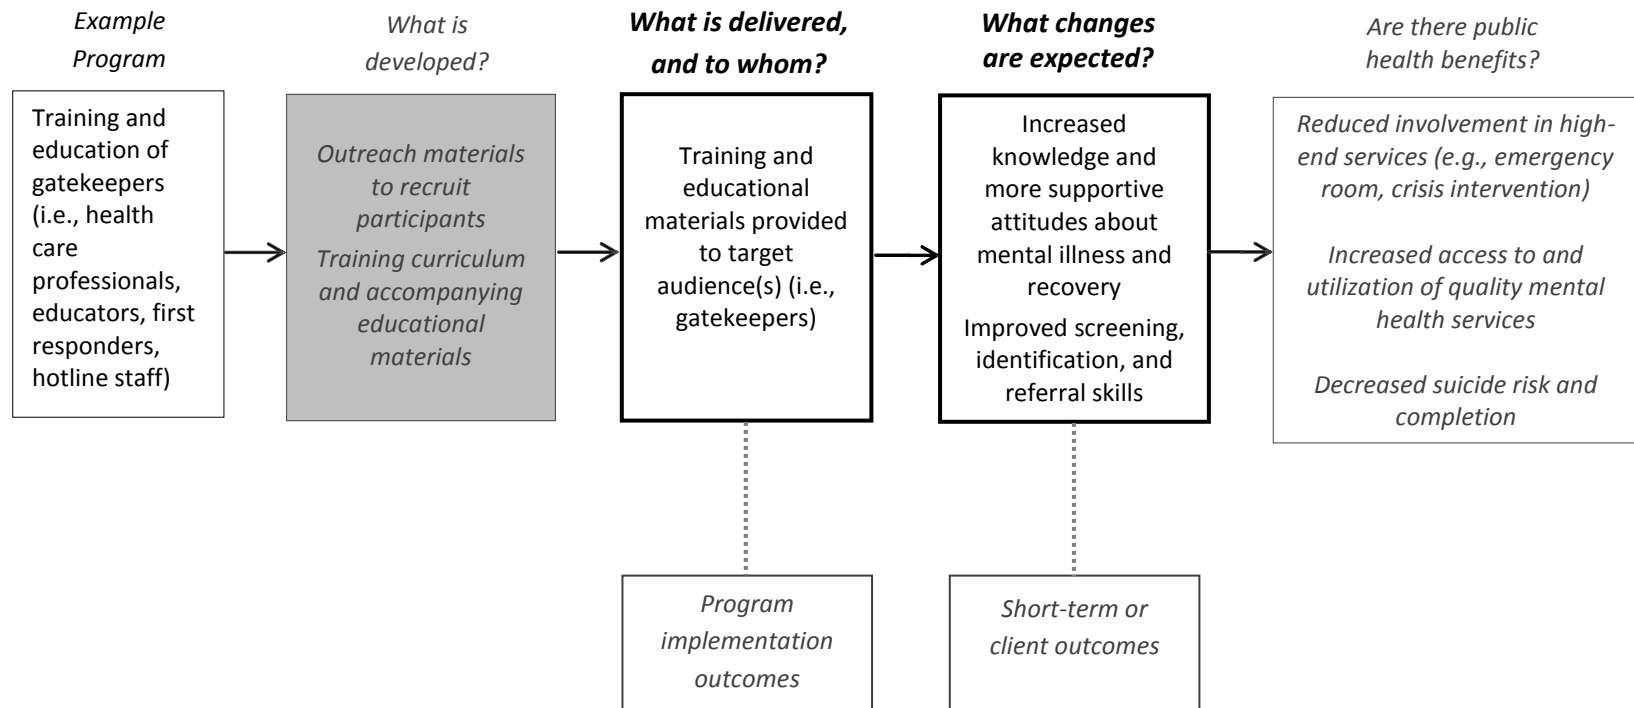 Example
Program
What is
developed?
What is delivered,
and to whom?
What changes
are expected?
Are there public
health benefits?
Training and
education of
gatekeepers
(i.e., health
care
professionals,
educators, first
responders,
hotline staff)
Outreach materials
to recruit
participants
Training curriculum
and accompanying
educational
materials
Training and
educational
materials provided
to target
audience(s) (i.e.,
gatekeepers)
Increased
knowledge and
more supportive
attitudes about
mental illness and
recovery
Improved screening,
identification, and
referral skills
Reduced involvement in high-
end services (e.g., emergency
room, crisis intervention)
Increased access to and
utilization of quality mental
health services
Decreased suicide risk and
completion
Program
implementation
outcomes
Short-term or
client outcomes